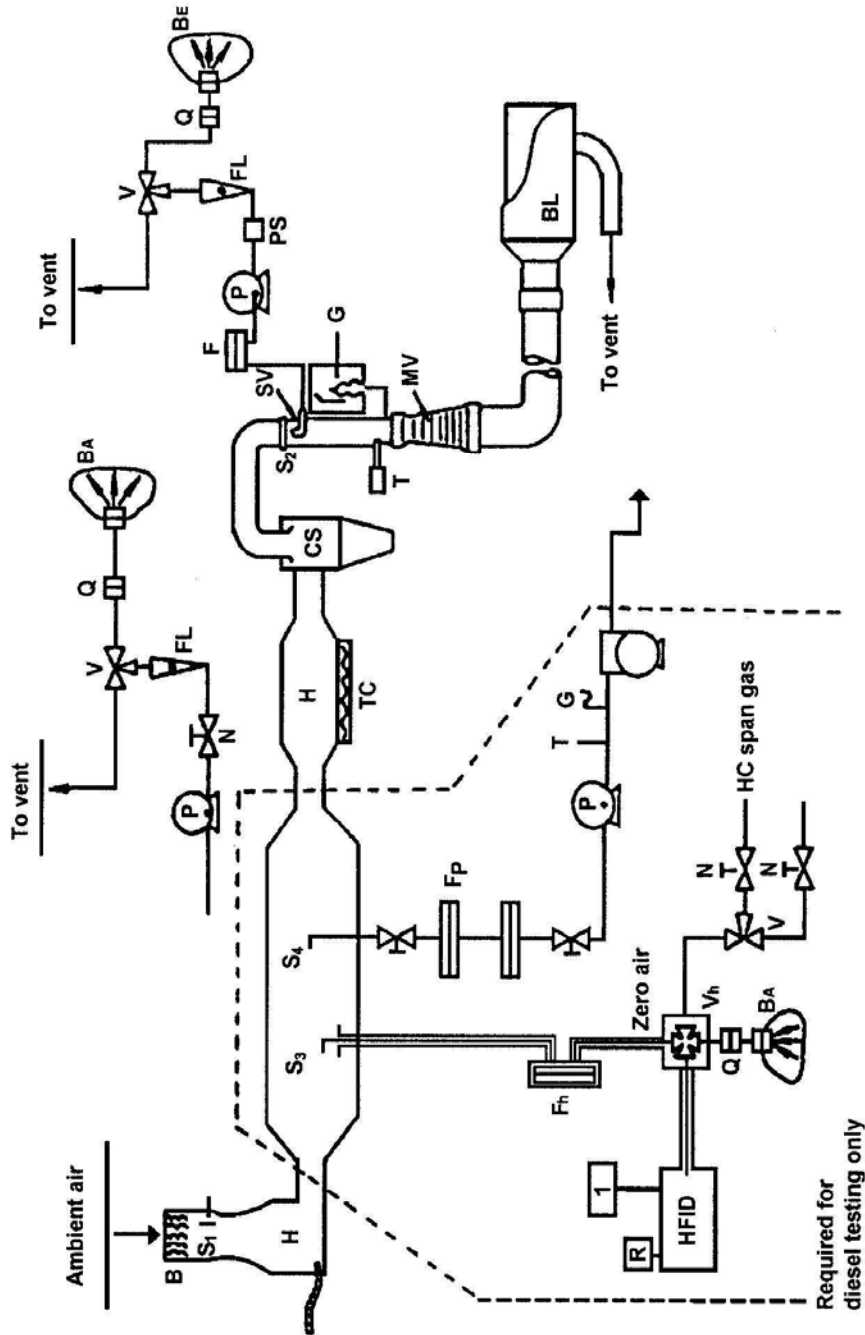 Ambient air
B
S1
H
To vent
V
Q
BA
FL
N
P
To vent
V
Q
BE
FL
PS
P
F
G
SV
S2
MV
T
CS
H
TC
BL
To vent
S3
S4
FP
P
T
G
Fh
Zero air
Vh
Q
BA
V
N
N
HC span gas
R
1
HFID
Required for
diesel testing only